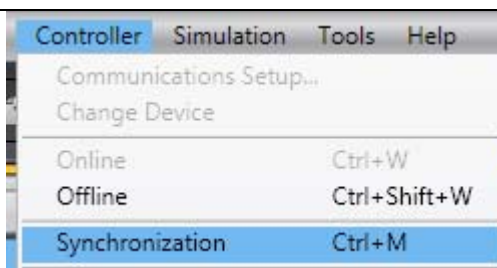 Controller Simulation Tools Help
Communications Setup...
Change Device
Online Ctrl+W
Offline Ctrl+Shift+W
Synchronization Ctrl+M